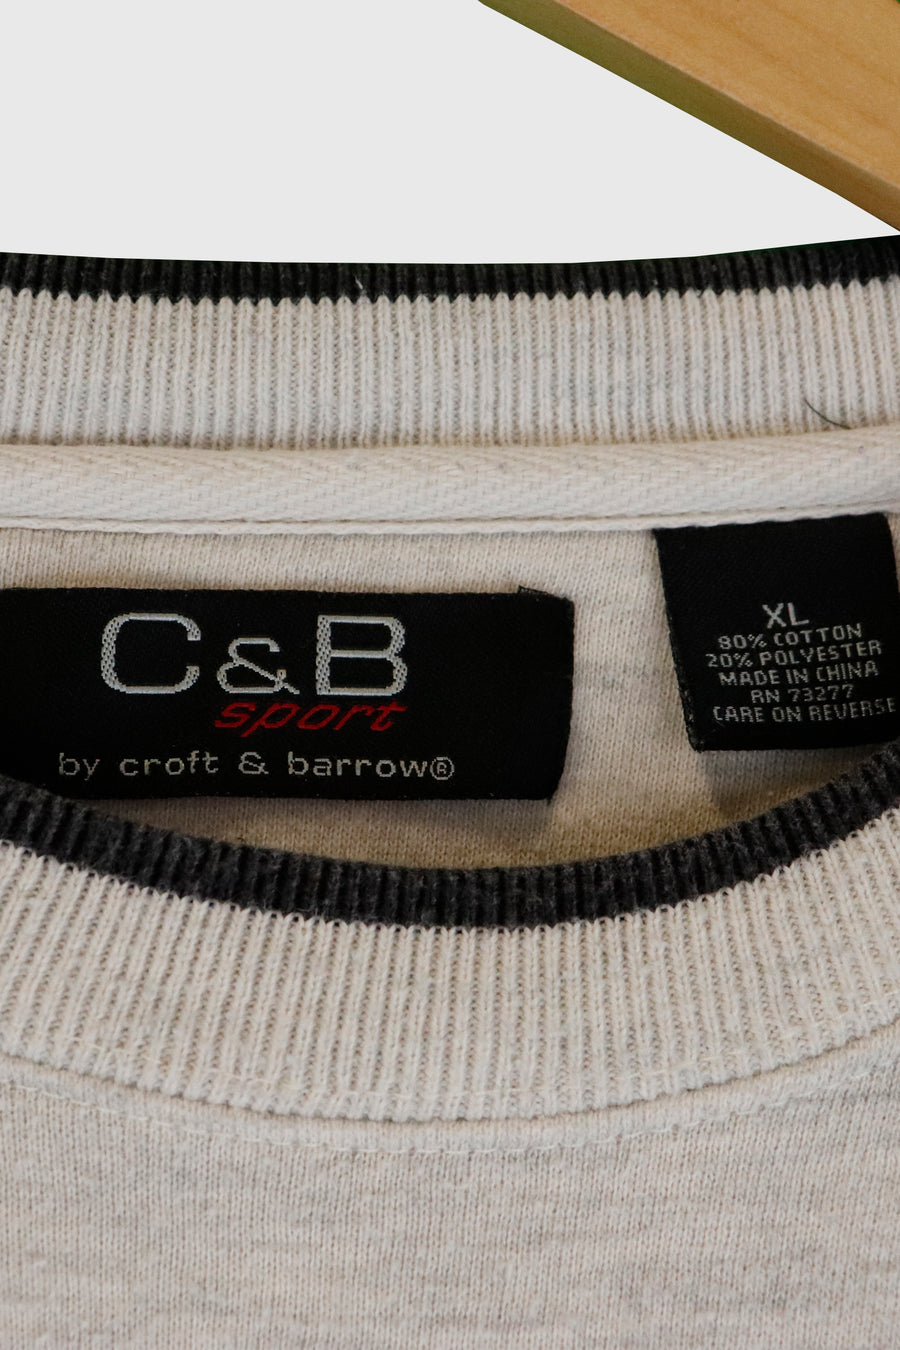 C&B
sport
by croft & barrow®
XL
80% COTTON
20% POLYESTER
MADE IN CHINA
RN 73277
CARE ON REVERSE